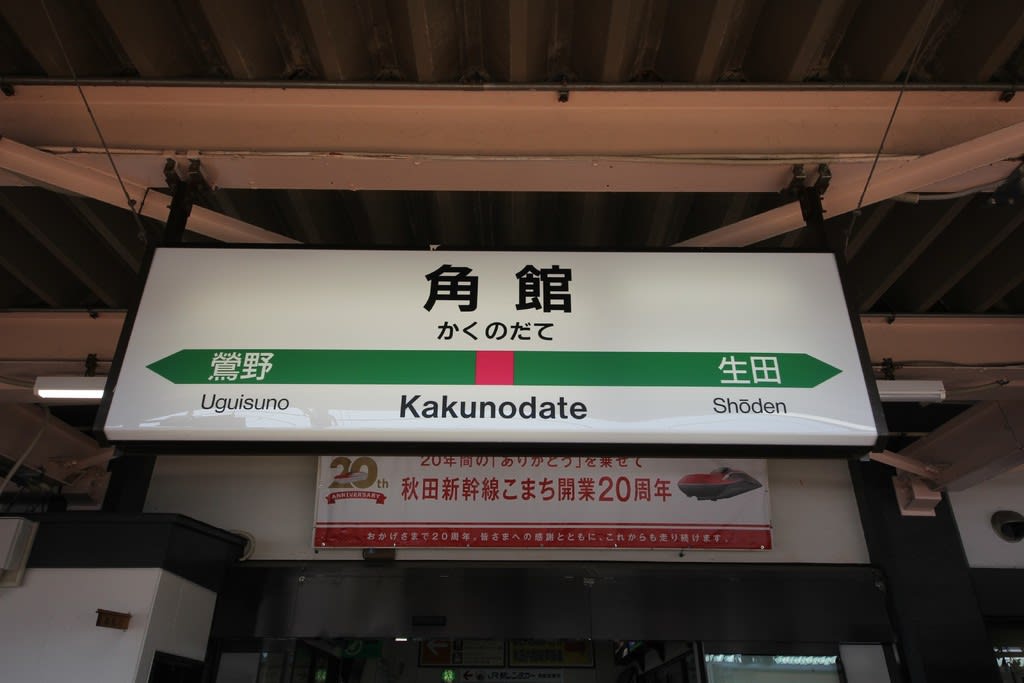 角館
かくのだて
鶯野 生田
Uguisuno Kakunodate Shōden
20年間の「ありがとう」を乗せて
20th ANNIVERSARY
秋田新幹線こまち開業20周年
おかげさまで20周年。皆さまへの感謝とともに、これからも走り続けます。